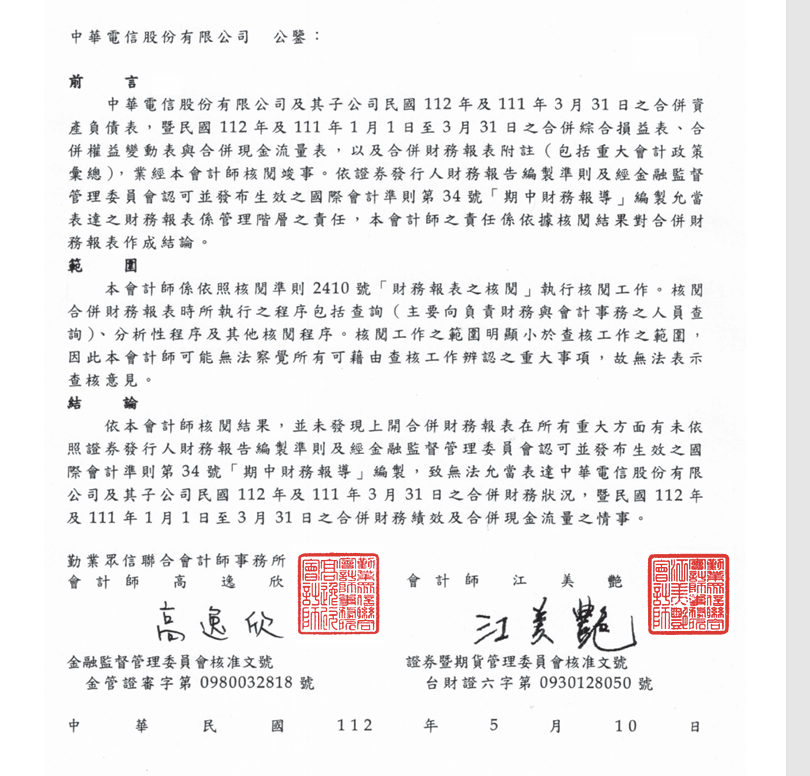 中華電信股份有限公司　公鑒：
前　　言
中華電信股份有限公司及其子公司民國 112 年及 111 年 3 月 31 日之合併資
產負債表，暨民國 112 年及 111 年 1 月 1 日至 3 月 31 日之合併綜合損益表、合
併權益變動表與合併現金流量表，以及合併財務報表附註（包括重大會計政策
彙總），業經本會計師核閱竣事。依證券發行人財務報告編製準則及經金融監督
管理委員會認可並發布生效之國際會計準則第 34 號「期中財務報導」編製允當
表達之財務報表係管理階層之責任，本會計師之責任係依據核閱結果對合併財
務報表作成結論。
範　　圍
本會計師係依照核閱準則 2410 號「財務報表之核閱」執行核閱工作。核閱
合併財務報表時所執行之程序包括查詢（主要向負責財務與會計事務之人員查
詢）、分析性程序及其他核閱程序。核閱工作之範圍明顯小於查核工作之範圍，
因此本會計師可能無法察覺所有可藉由查核工作辨認之重大事項，故無法表示
查核意見。
結　　論
依本會計師核閱結果，並未發現上開合併財務報表在所有重大方面有未依
照證券發行人財務報告編製準則及經金融監督管理委員會認可並發布生效之國
際會計準則第 34 號「期中財務報導」編製，致無法允當表達中華電信股份有限
公司及其子公司民國 112 年及 111 年 3 月 31 日之合併財務狀況，暨民國 112 年
及 111 年 1 月 1 日至 3 月 31 日之合併財務績效及合併現金流量之情事。
勤業眾信聯合會計師事務所
會計師　高逸欣
會計師　江美艷
高逸欣
江美艷
金融監督管理委員會核准文號
金管證審字第 0980032818 號
證券暨期貨管理委員會核准文號
台財證六字第 0930128050 號
中華民國 112 年 5 月 10 日